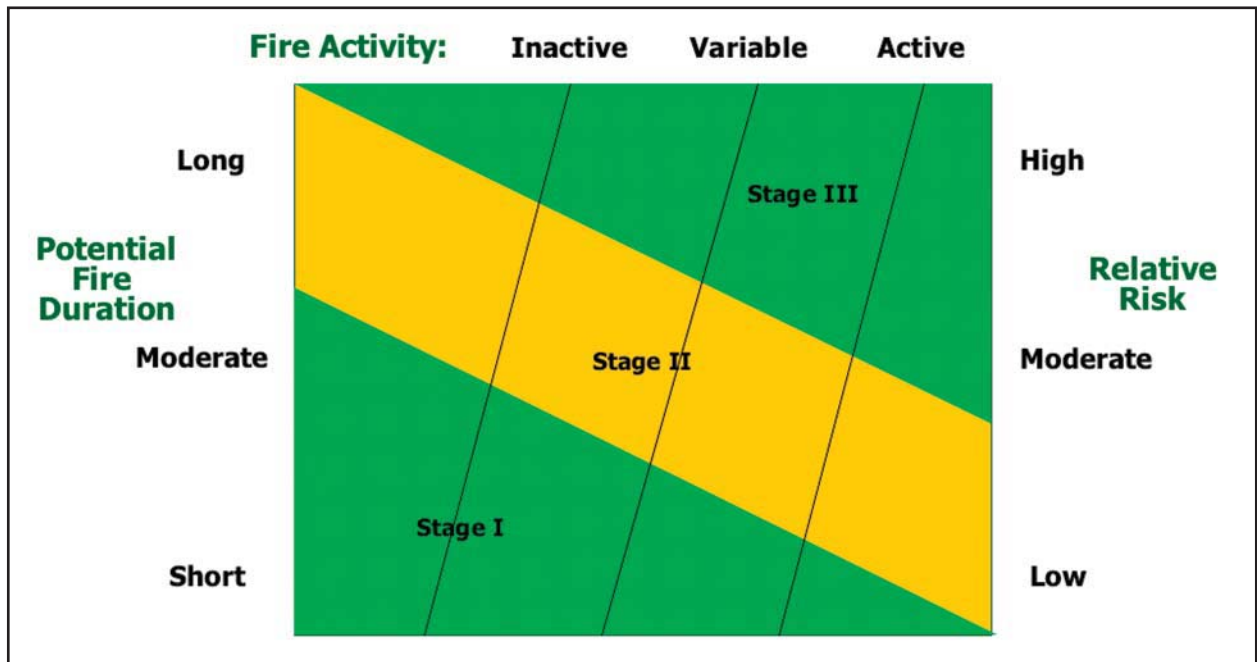 Fire Activity: Inactive Variable Active
Long
High
Stage III
Potential
Fire
Duration
Relative
Risk
Moderate
Stage II
Moderate
Stage I
Short
Low